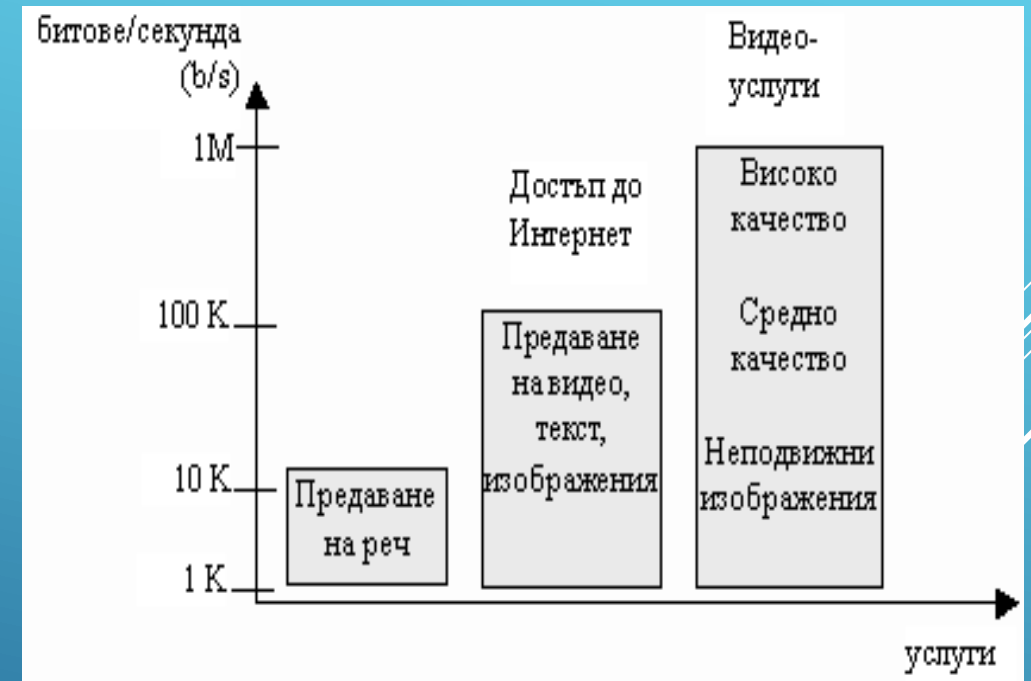 битове/секунда
(b/s)
1M
100 K
10 K
1 K
Предаване
на реч
Достъп до
Интернет
Предаване
на видео,
текст,
изображения
Видео-
услуги
Високо
качество
Средно
качество
Неподвижни
изображения
услуги